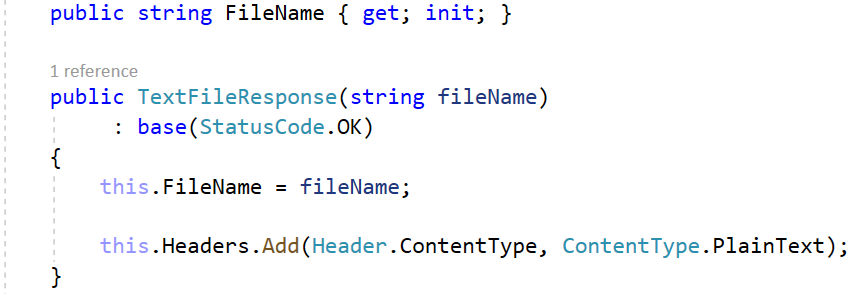 public string FileName { get; init; }
1 reference
public TextFileResponse(string fileName)
: base(StatusCode.OK)
{
this.FileName = fileName;
this.Headers.Add(Header.ContentType, ContentType.PlainText);
}